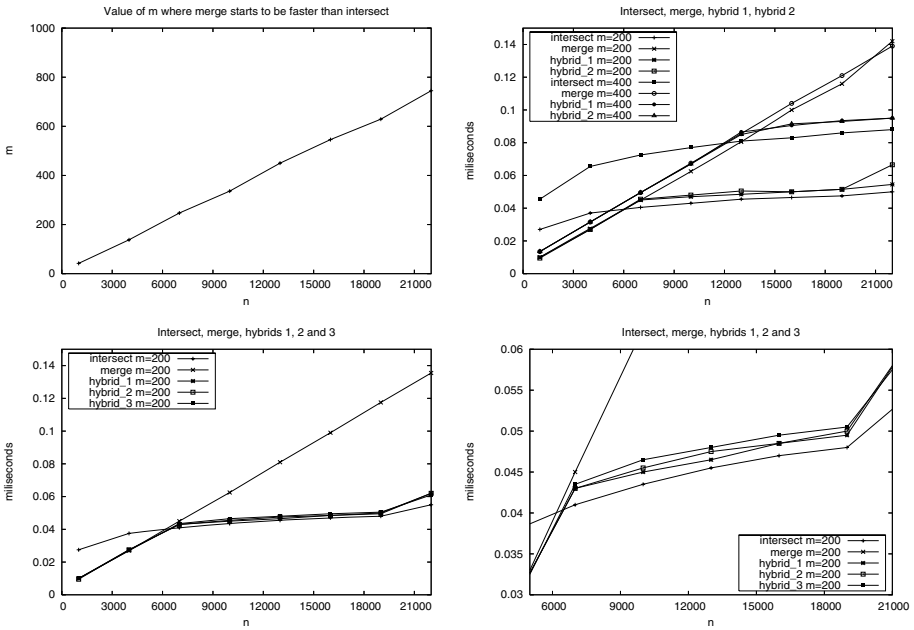 Value of m where merge starts to be faster than intersect
1000
800
600
400
200
0
m
0 3000 6000 9000 12000 15000 18000 21000
n
Intersect, merge, hybrid 1, hybrid 2
intersect m=200
merge m=200
hybrid_1 m=200
hybrid_2 m=200
intersect m=400
merge m=400
hybrid_1 m=400
hybrid_2 m=400
0.14
0.12
0.1
0.08
0.06
0.04
0.02
0
miliseconds
0 3000 6000 9000 12000 15000 18000 21000
n
Intersect, merge, hybrids 1, 2 and 3
intersect m=200
merge m=200
hybrid_1 m=200
hybrid_2 m=200
hybrid_3 m=200
0.14
0.12
0.1
0.08
0.06
0.04
0.02
0
miliseconds
0 3000 6000 9000 12000 15000 18000 21000
n
Intersect, merge, hybrids 1, 2 and 3
0.06
0.055
0.05
0.045
0.04
0.035
0.03
miliseconds
intersect m=200
merge m=200
hybrid_1 m=200
hybrid_2 m=200
hybrid_3 m=200
6000 9000 12000 15000 18000 21000
n